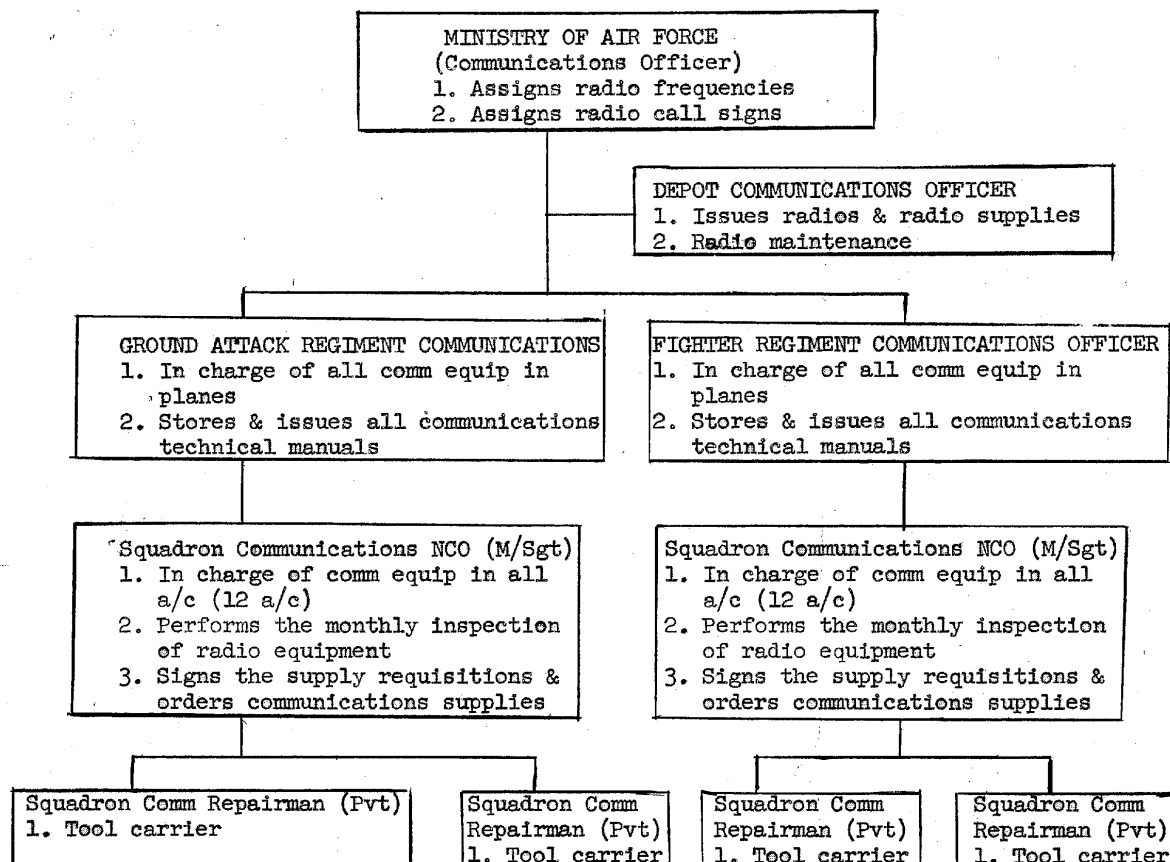 MINISTRY OF AIR FORCE
(Communications Officer)
1. Assigns radio frequencies
2. Assigns radio call signs
DEPOT COMMUNICATIONS OFFICER
1. Issues radios & radio supplies
2. Radio maintenance
GROUND ATTACK REGIMENT COMMUNICATIONS
1. In charge of all comm equip in
planes
2. Stores & issues all communications
technical manuals
FIGHTER REGIMENT COMMUNICATIONS OFFICER
1. In charge of all comm equip in
planes
2. Stores & issues all communications
technical manuals
Squadron Communications NCO (M/Sgt)
1. In charge of comm equip in all
a/c (12 a/c)
2. Performs the monthly inspection
of radio equipment
3. Signs the supply requisitions &
orders communications supplies
Squadron Communications NCO (M/Sgt)
1. In charge of comm equip in all
a/c (12 a/c)
2. Performs the monthly inspection
of radio equipment
3. Signs the supply requisitions &
orders communications supplies
Squadron Comm Repairman (Pvt)
1. Tool carrier
Squadron Comm
Repairman (Pvt)
1. Tool carrier
Squadron Comm
Repairman (Pvt)
1. Tool carrier
Squadron Comm
Repairman (Pvt)
1. Tool carrier